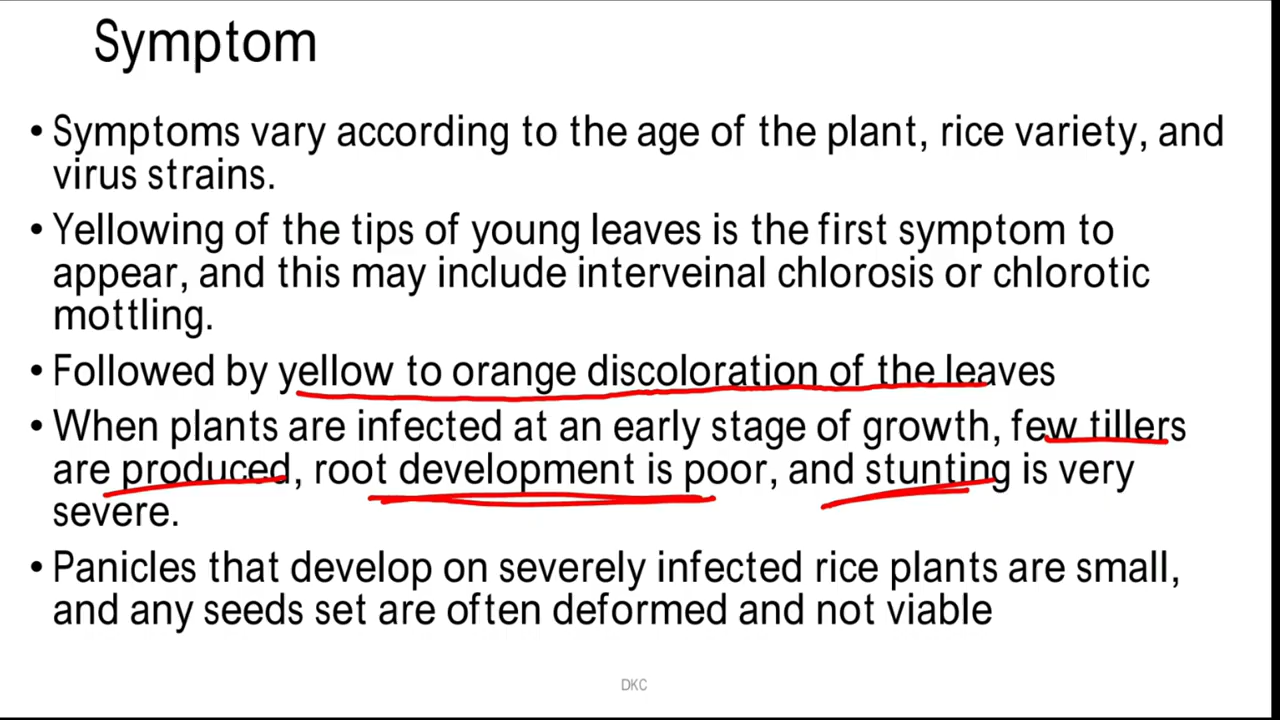 Symptom
• Symptoms vary according to the age of the plant, rice variety, and
virus strains.
• Yellowing of the tips of young leaves is the first symptom to
appear, and this may include interveinal chlorosis or chlorotic
mottling.
• Followed by yellow to orange discoloration of the leaves
• When plants are infected at an early stage of growth, few tillers
are produced, root development is poor, and stunting is very
severe.
• Panicles that develop on severely infected rice plants are small,
and any seeds set are often deformed and not viable
DKC